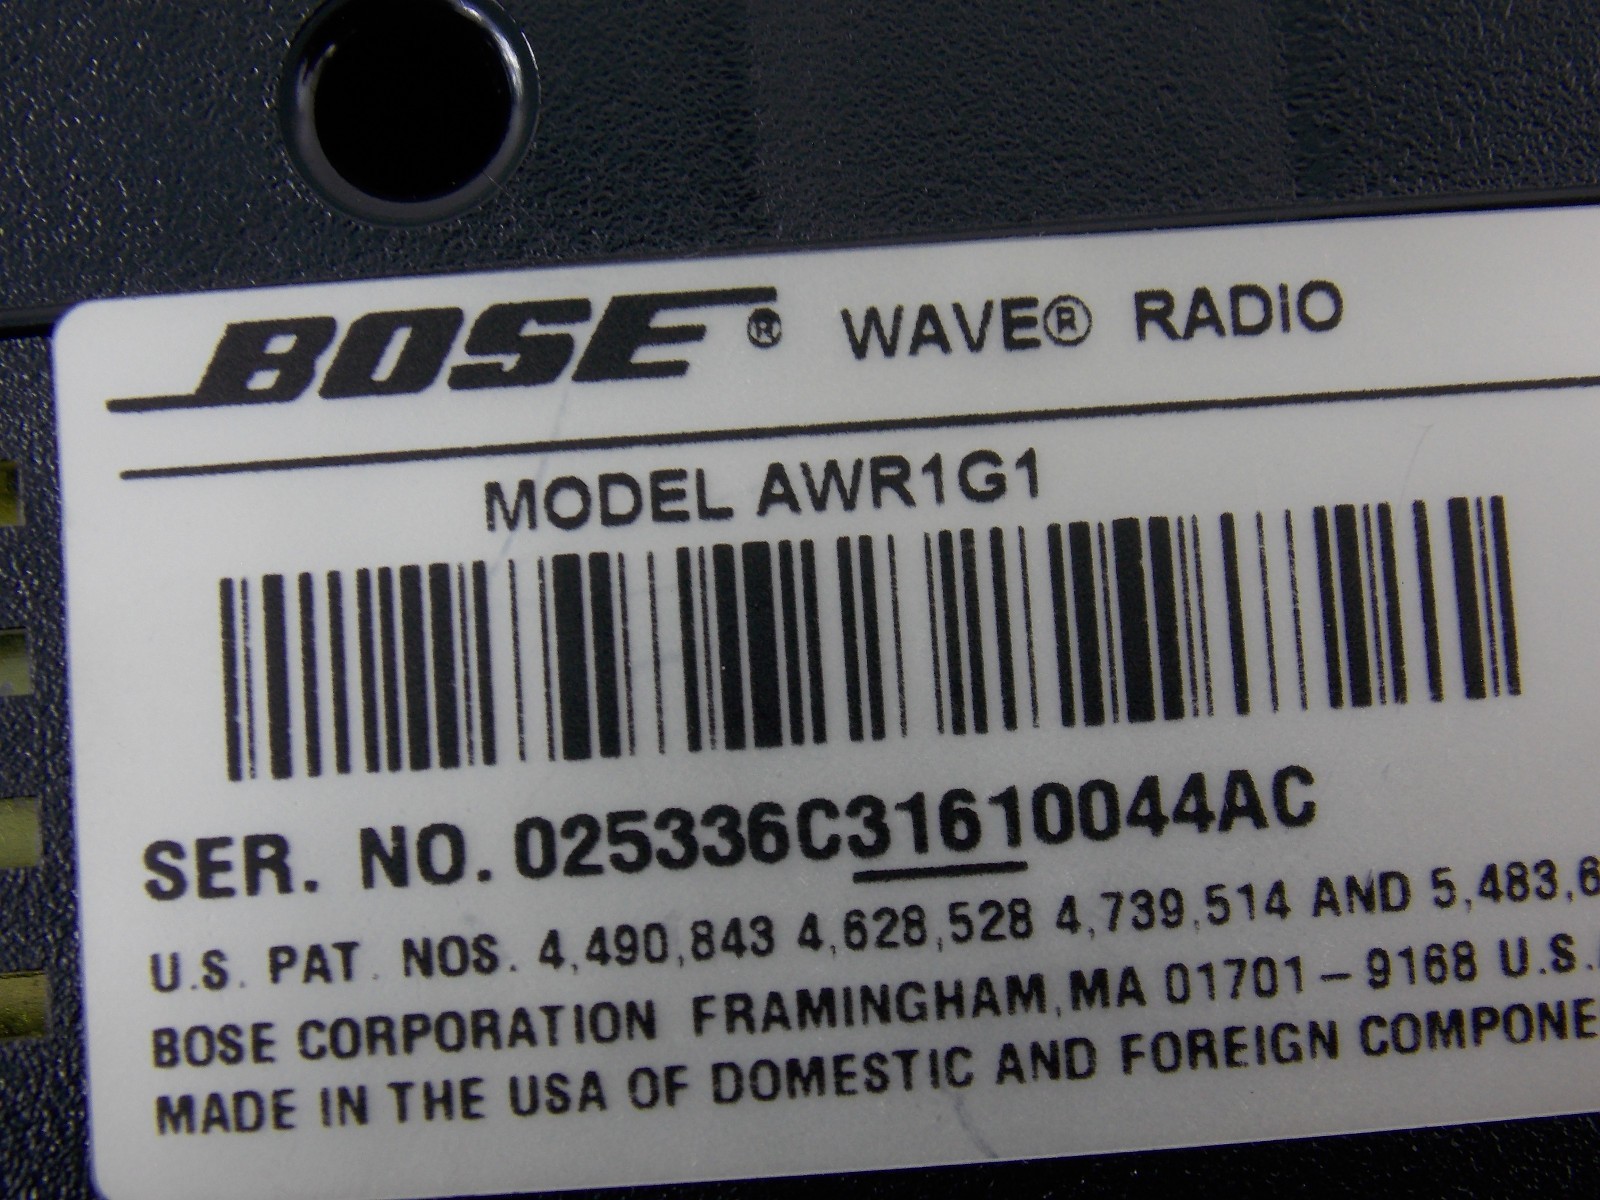 BOSE® WAVE® RADIO
MODEL AWR1G1
SER. NO. 025336C31610044AC
U.S. PAT. NOS. 4,490,843 4,628,528 4,739,514 AND 5,483,6
BOSE CORPORATION FRAMINGHAM, MA 01701-9168 U.S.
MADE IN THE USA OF DOMESTIC AND FOREIGN COMPONE